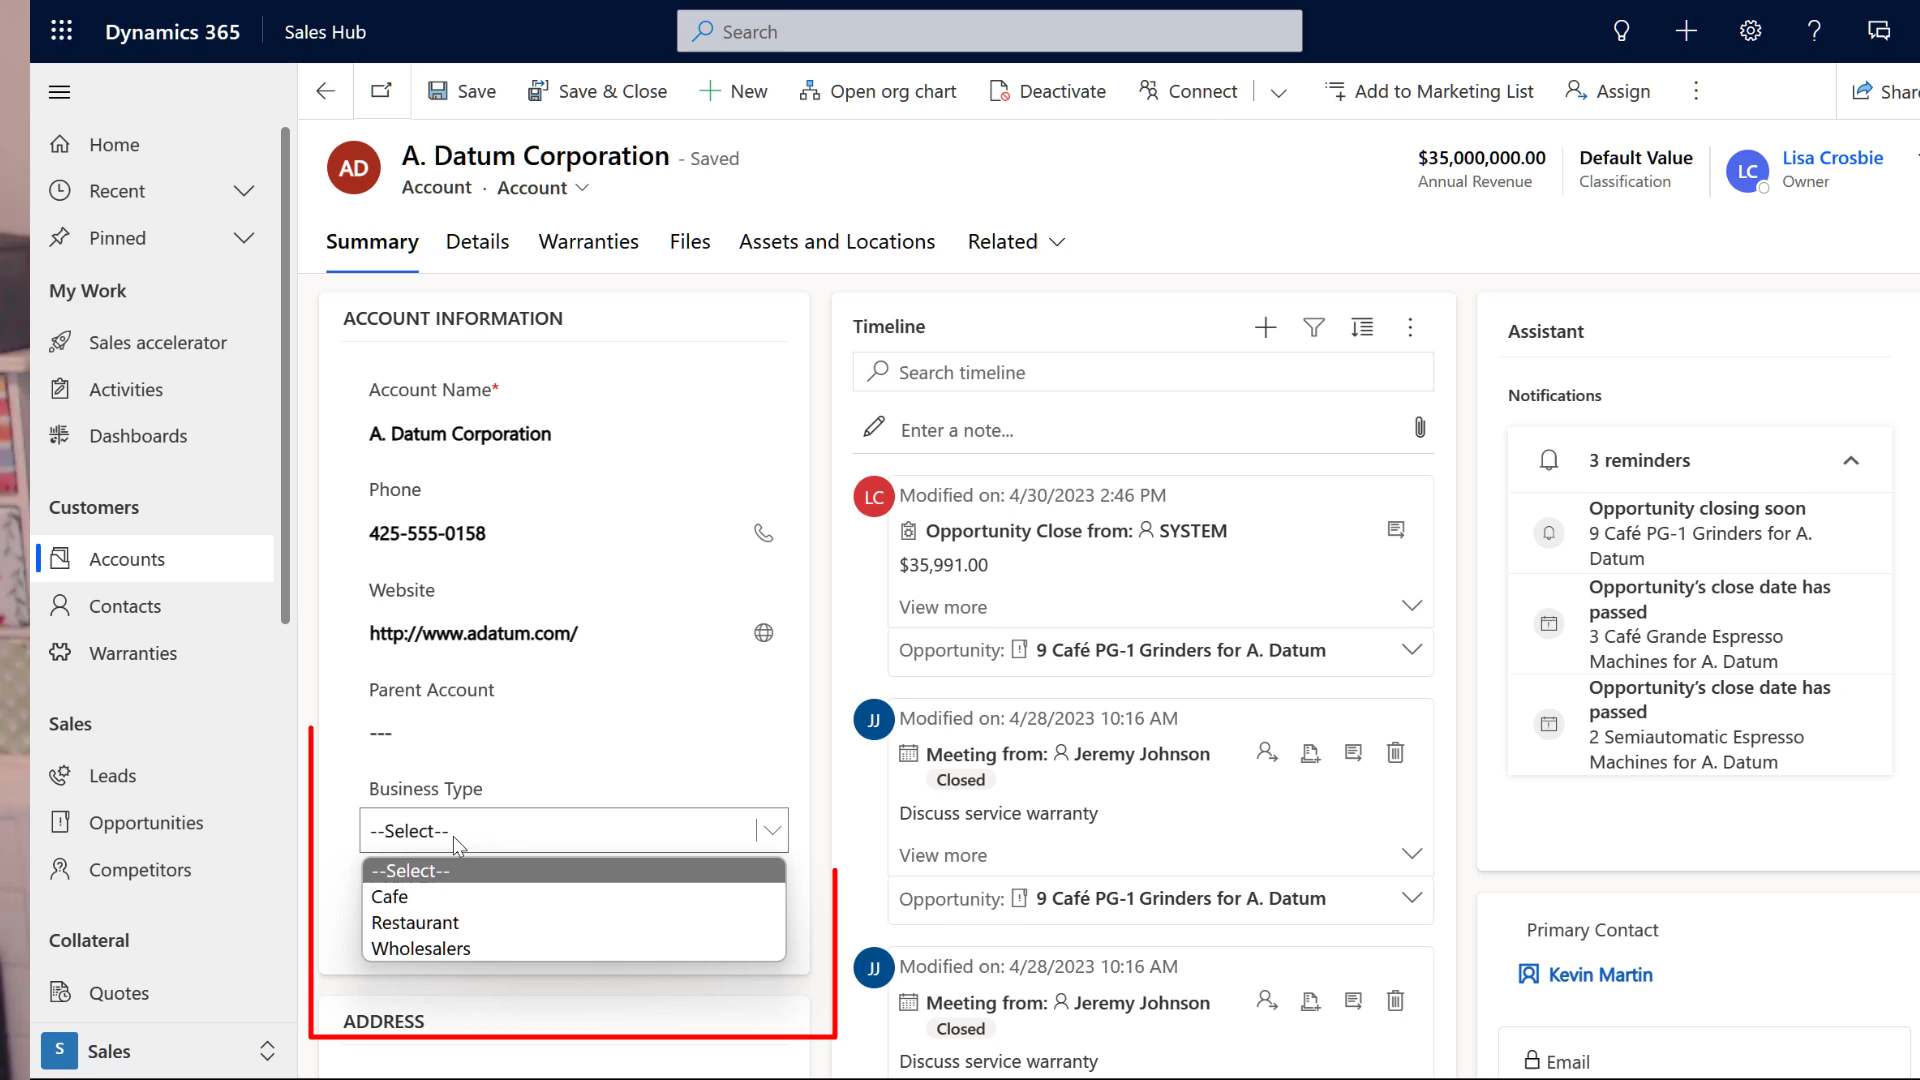 Dynamics 365
Sales Hub
Search
Save
Save & Close
New
Open org chart
Deactivate
Connect
Add to Marketing List
Assign
Home
Recent
Pinned
My Work
Sales accelerator
Activities
Dashboards
Customers
Accounts
Contacts
Warranties
Sales
Leads
Opportunities
Competitors
Collateral
Quotes
S
Sales
AD
A. Datum Corporation - Saved
Account · Account
$35,000,000.00
Annual Revenue
Default Value
Classification
LC
Lisa Crosbie
Owner
Summary
Details
Warranties
Files
Assets and Locations
Related
ACCOUNT INFORMATION
Account Name*
A. Datum Corporation
Phone
425-555-0158
Website
http://www.adatum.com/
Parent Account
---
Business Type
--Select--
--Select--
Cafe
Restaurant
Wholesalers
ADDRESS
Timeline
Search timeline
Enter a note...
LC
Modified on: 4/30/2023 2:46 PM
Opportunity Close from: SYSTEM
$35,991.00
View more
Opportunity: 9 Café PG-1 Grinders for A. Datum
JJ
Modified on: 4/28/2023 10:16 AM
Meeting from: Jeremy Johnson
Closed
Discuss service warranty
View more
Opportunity: 9 Café PG-1 Grinders for A. Datum
JJ
Modified on: 4/28/2023 10:16 AM
Meeting from: Jeremy Johnson
Closed
Discuss service warranty
Assistant
Notifications
3 reminders
Opportunity closing soon
9 Café PG-1 Grinders for A.
Datum
Opportunity's close date has
passed
3 Café Grande Espresso
Machines for A. Datum
Opportunity's close date has
passed
2 Semiautomatic Espresso
Machines for A. Datum
Primary Contact
Kevin Martin
Email